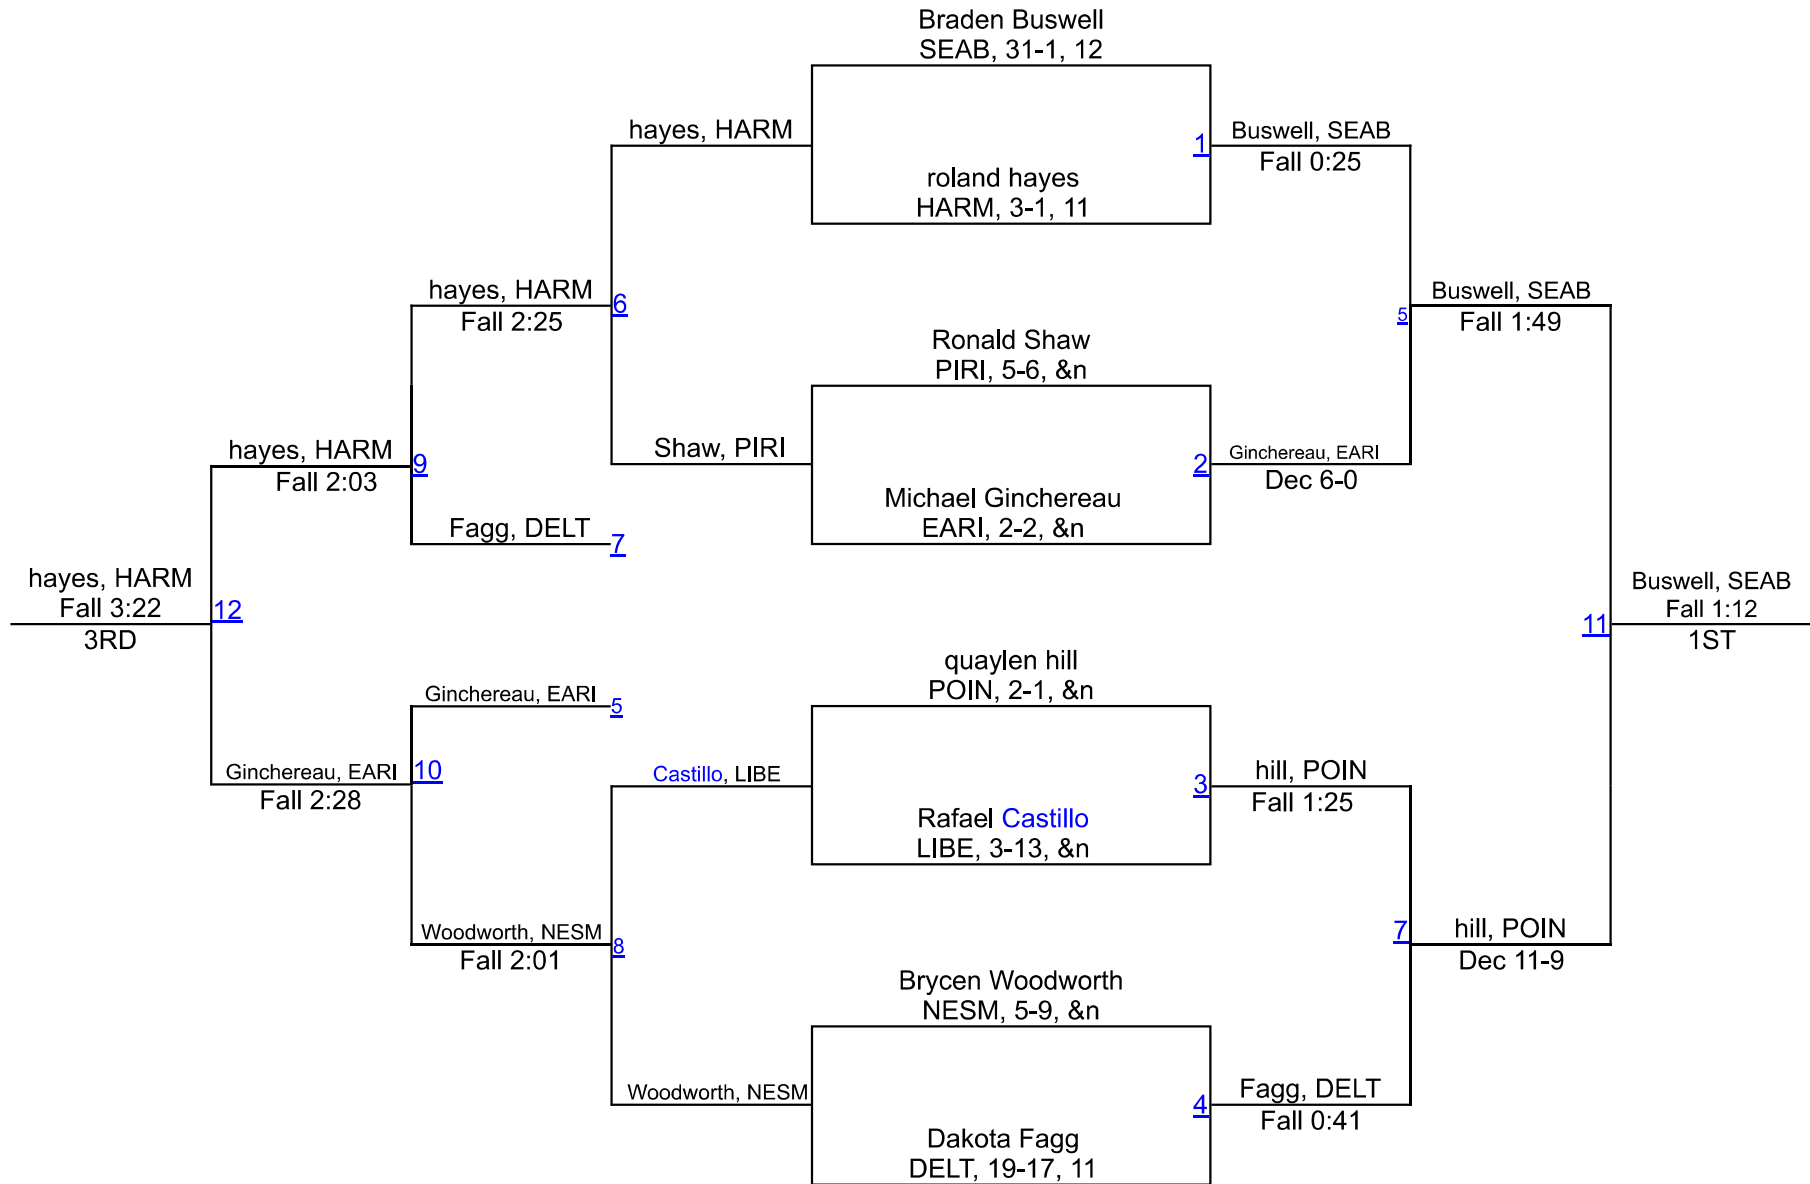 Braden Buswell
SEAB, 31-1, 12
hayes, HARM
1
Buswell, SEAB
Fall 0:25
roland hayes
HARM, 3-1, 11
hayes, HARM
Fall 2:25
6
Buswell, SEAB
Fall 1:49
5
Ronald Shaw
PIRI, 5-6, &n
hayes, HARM
Fall 2:03
9
Shaw, PIRI
2
Ginchereau, EARI
Dec 6-0
Michael Ginchereau
EARI, 2-2, &n
Fagg, DELT
7
hayes, HARM
Fall 3:22
3RD
12
Buswell, SEAB
Fall 1:12
1ST
11
quaylen hill
POIN, 2-1, &n
Ginchereau, EARI
5
Ginchereau, EARI
Fall 2:28
10
Castillo, LIBE
3
hill, POIN
Fall 1:25
Rafael Castillo
LIBE, 3-13, &n
Woodworth, NESM
Fall 2:01
8
7
hill, POIN
Dec 11-9
Brycen Woodworth
NESM, 5-9, &n
Woodworth, NESM
4
Fagg, DELT
Fall 0:41
Dakota Fagg
DELT, 19-17, 11